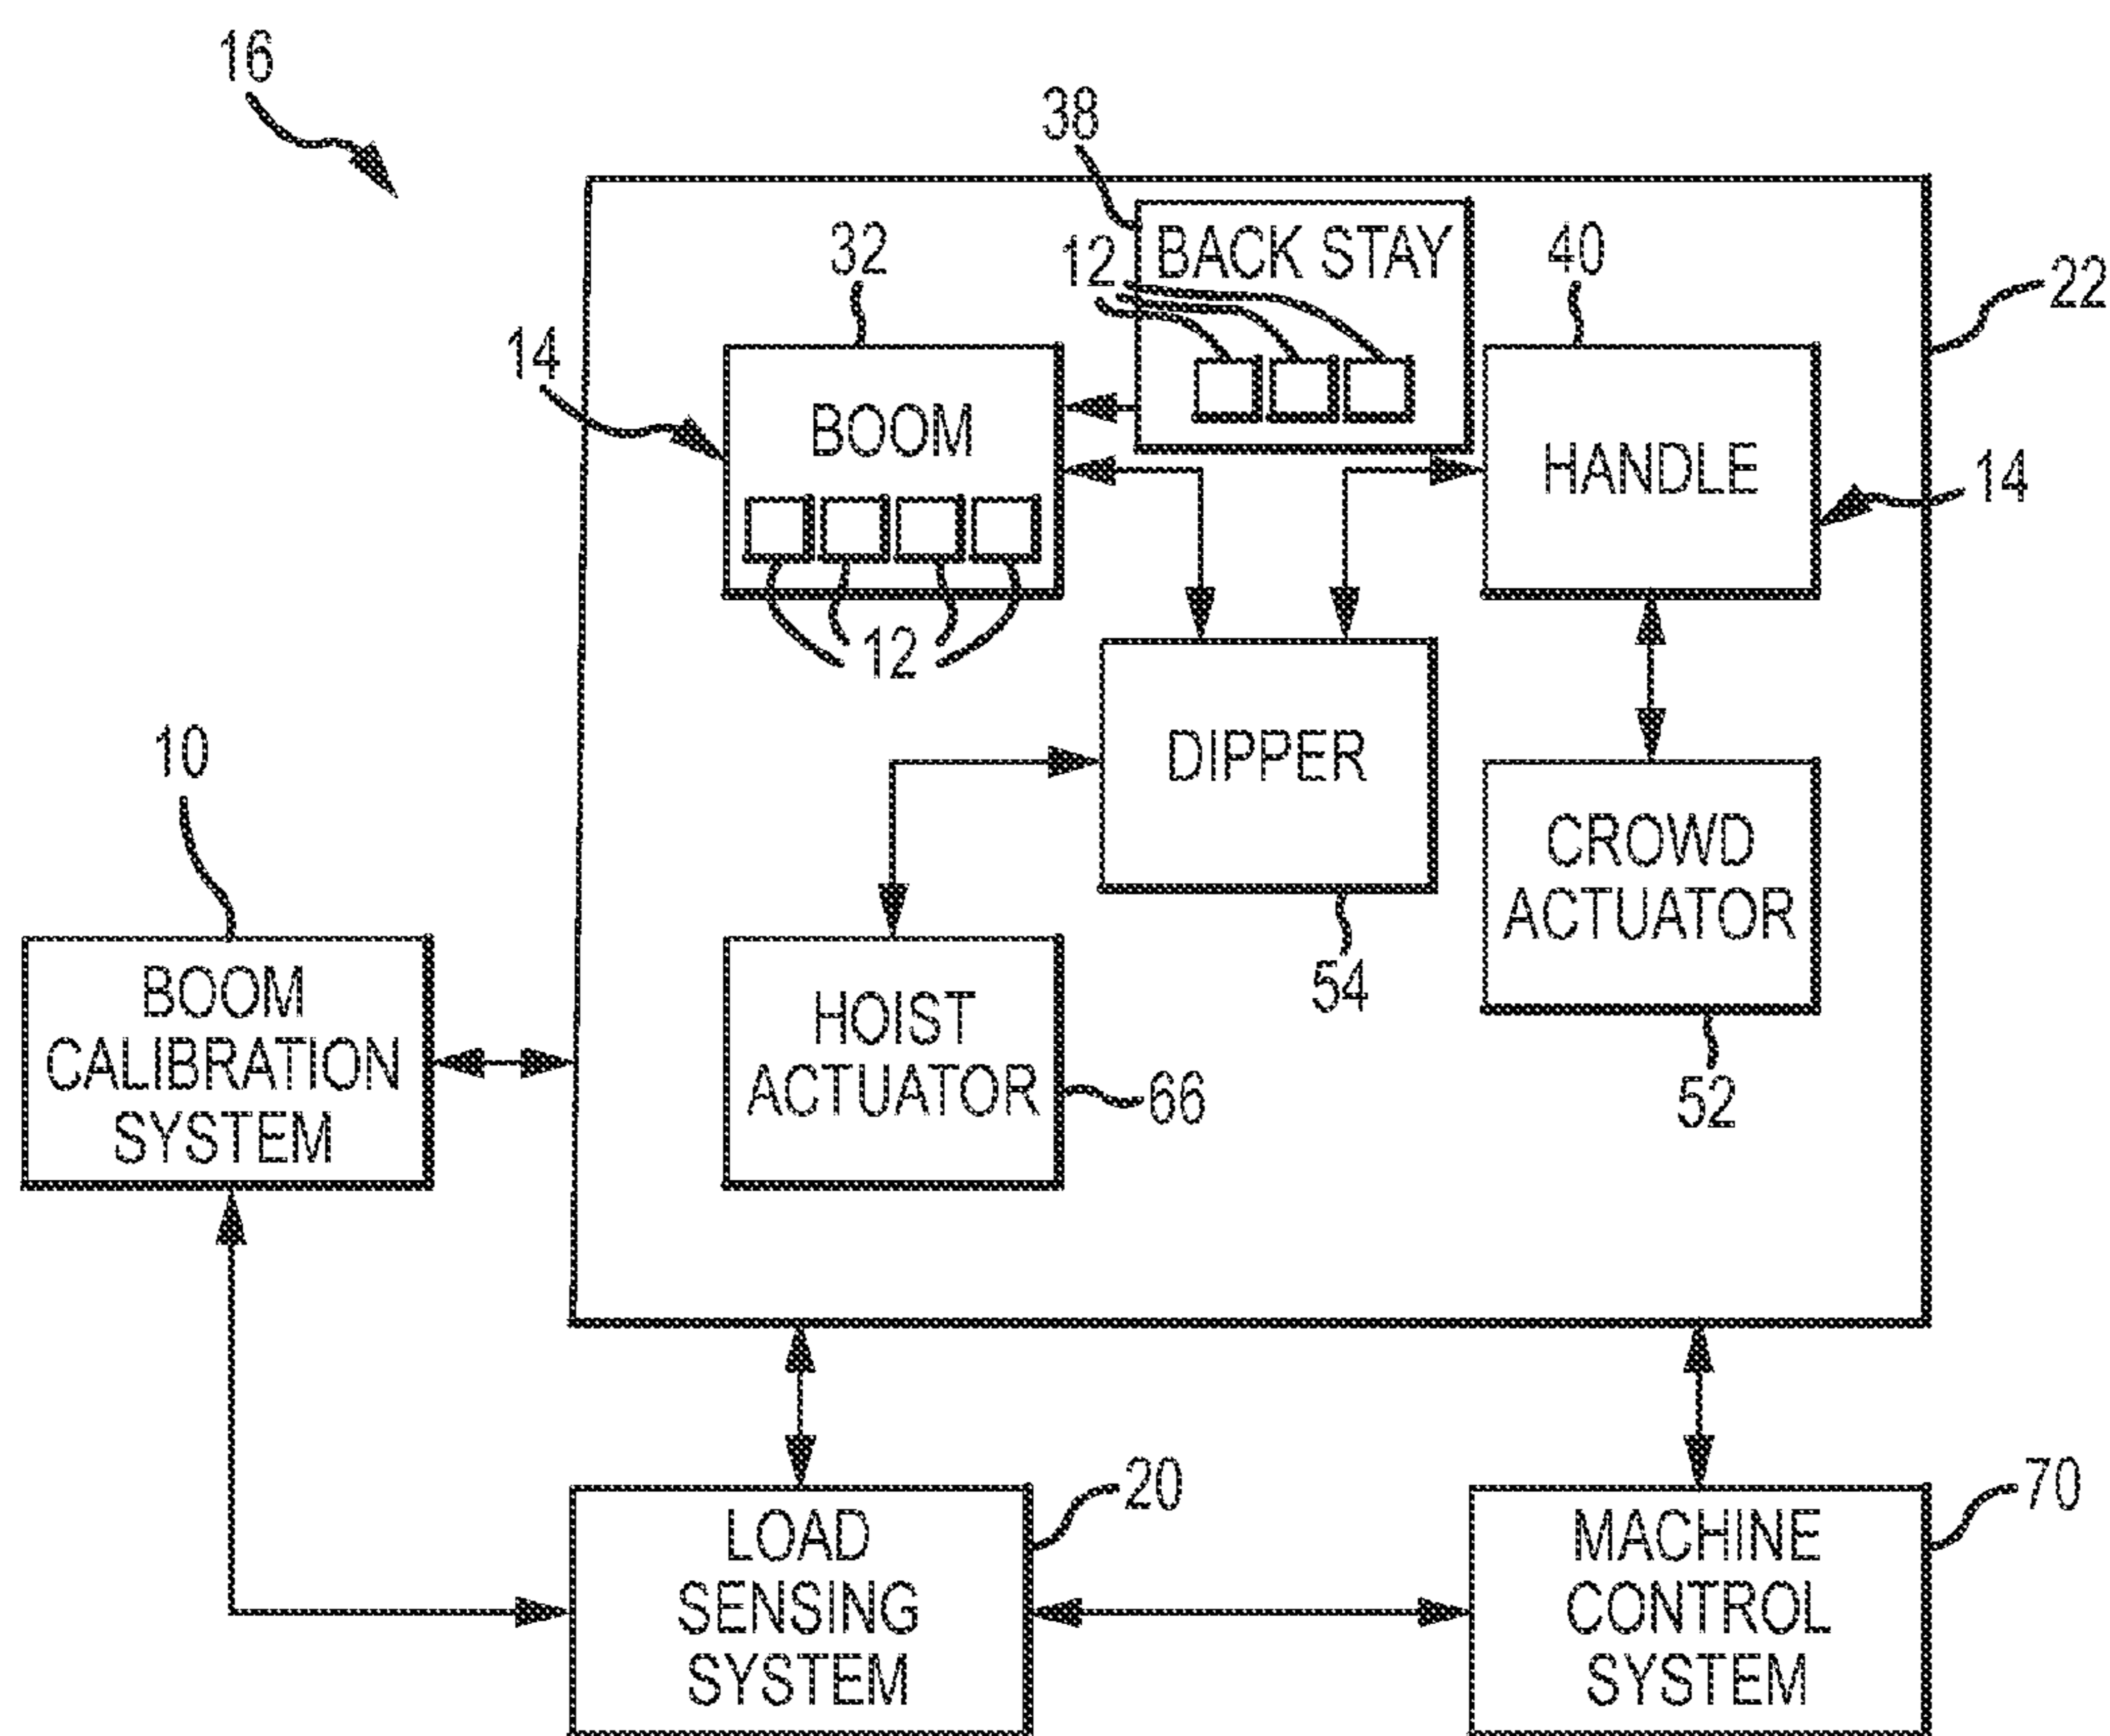 16
38
BACK STAY
12
32
40
22
14
BOOM
HANDLE
14
12
DIPPER
10
CROWD
ACTUATOR
54
BOOM
CALIBRATION
SYSTEM
HOIST
ACTUATOR
66
52
20
70
LOAD
SENSING
SYSTEM
MACHINE
CONTROL
SYSTEM